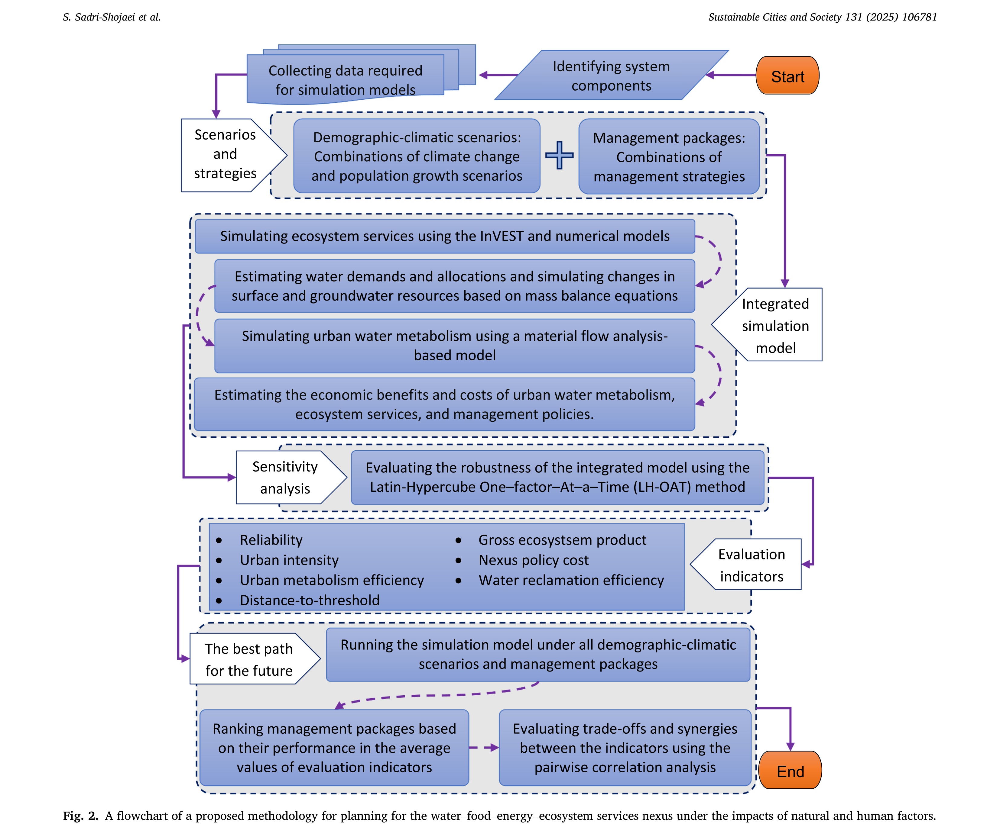 S. Sadri-Shojaei et al.
Sustainable Cities and Society 131 (2025) 106781
Start
Identifying system
components
Collecting data required
for simulation models
Scenarios
and
strategies
Demographic-climatic scenarios:
Combinations of climate change
and population growth scenarios
Management packages:
Combinations of
management strategies
Integrated
simulation
model
Simulating ecosystem services using the InVEST and numerical models
Estimating water demands and allocations and simulating changes in
surface and groundwater resources based on mass balance equations
Simulating urban water metabolism using a material flow analysis-
based model
Estimating the economic benefits and costs of urban water metabolism,
ecosystem services, and management policies.
Sensitivity
analysis
Evaluating the robustness of the integrated model using the
Latin-Hypercube One–factor–At–a–Time (LH-OAT) method
Evaluation
indicators
• Reliability
• Urban intensity
• Urban metabolism efficiency
• Distance-to-threshold
• Gross ecosystsem product
• Nexus policy cost
• Water reclamation efficiency
The best path
for the future
Running the simulation model under all demographic-climatic
scenarios and management packages
Ranking management packages based
on their performance in the average
values of evaluation indicators
Evaluating trade-offs and synergies
between the indicators using the
pairwise correlation analysis
End
Fig. 2. A flowchart of a proposed methodology for planning for the water–food–energy–ecosystem services nexus under the impacts of natural and human factors.